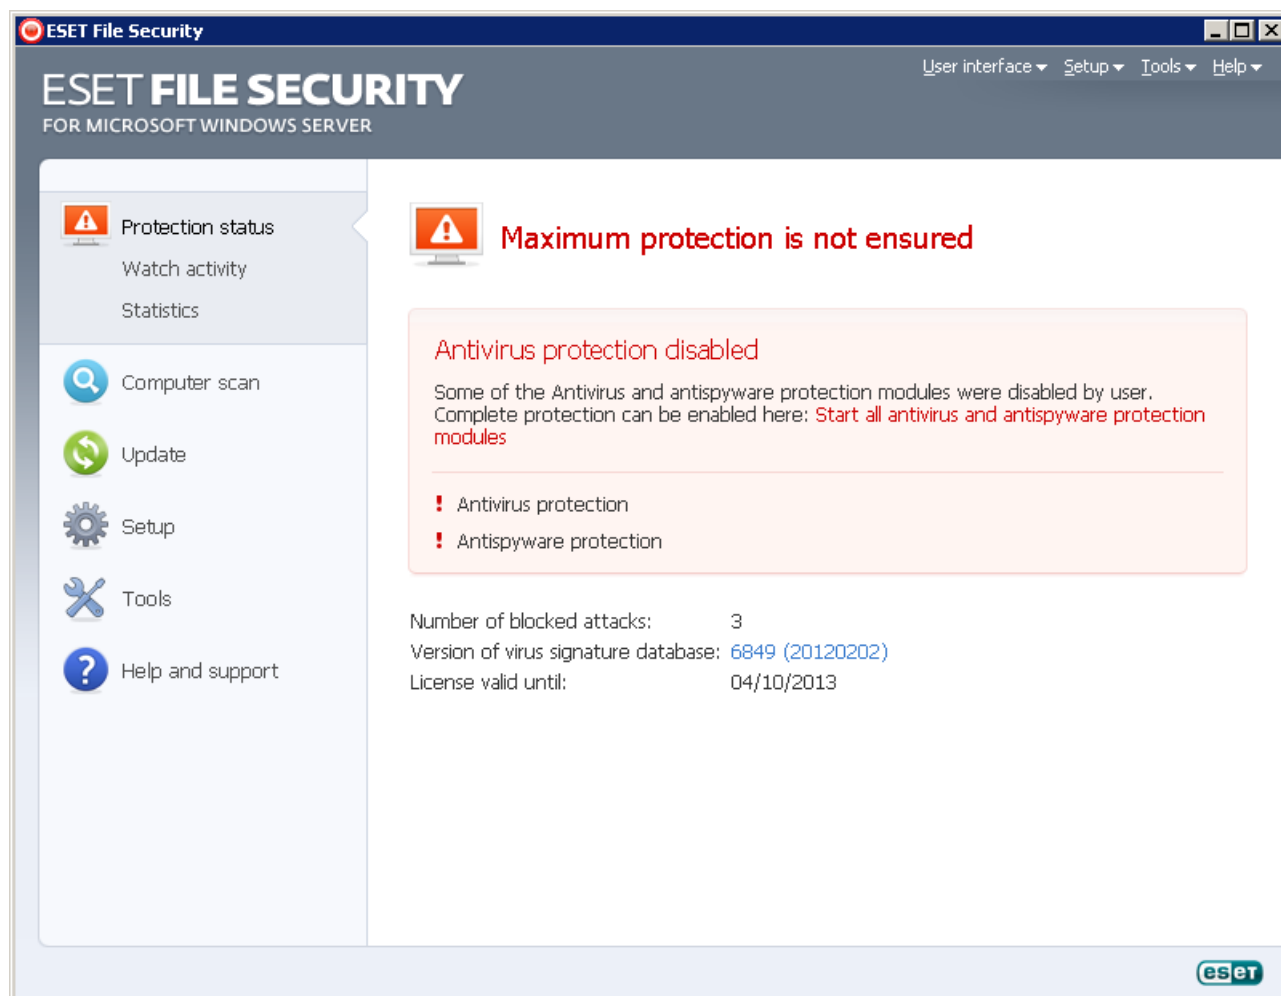 ESET File Security
User interface Setup Tools Help
ESET FILE SECURITY
FOR MICROSOFT WINDOWS SERVER
Protection status
Watch activity
Statistics
Computer scan
Update
Setup
Tools
Help and support
Maximum protection is not ensured
Antivirus protection disabled
Some of the Antivirus and antispyware protection modules were disabled by user.
Complete protection can be enabled here: Start all antivirus and antispyware protection
modules
! Antivirus protection
! Antispyware protection
Number of blocked attacks: 3
Version of virus signature database: 6849 (20120202)
License valid until: 04/10/2013
eset